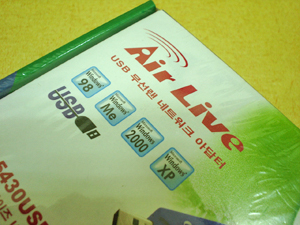 Air Live
USB 무선랜 네트워크 아답터
Windows
98
Windows
Me
Windows
2000
Windows
XP
USB
5430USB